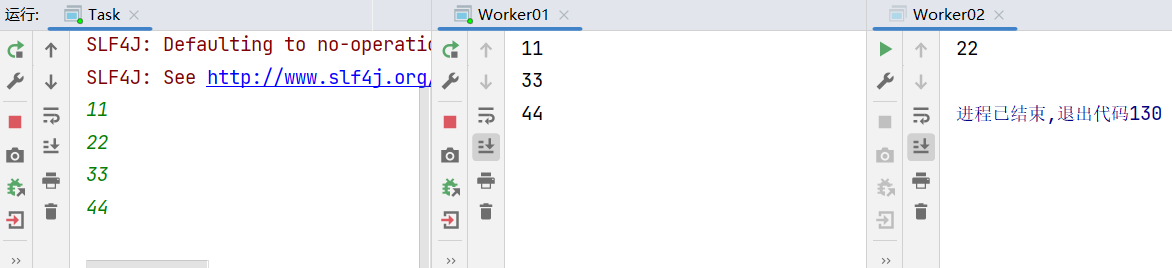 运行: Task
SLF4J: Defaulting to no-operatio
SLF4J: See http://www.slf4j.org/
11
22
33
44
Worker01
11
33
44
Worker02
22
进程已结束,退出代码130